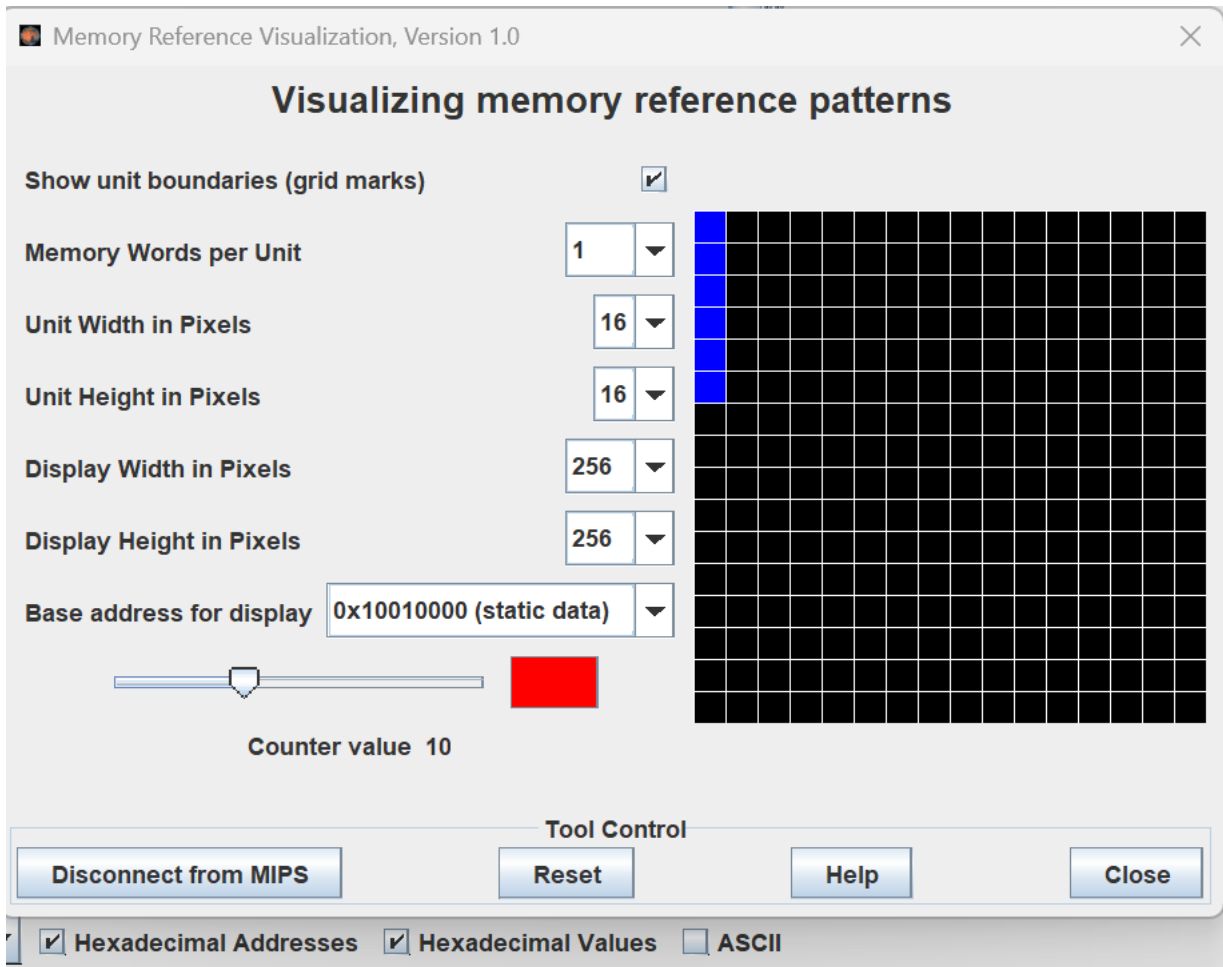 Memory Reference Visualization, Version 1.0
Visualizing memory reference patterns
Show unit boundaries (grid marks)
Memory Words per Unit 1
Unit Width in Pixels 16
Unit Height in Pixels 16
Display Width in Pixels 256
Display Height in Pixels 256
Base address for display 0x10010000 (static data)
Counter value 10
Tool Control
Disconnect from MIPS Reset Help Close
Hexadecimal Addresses Hexadecimal Values ASCII